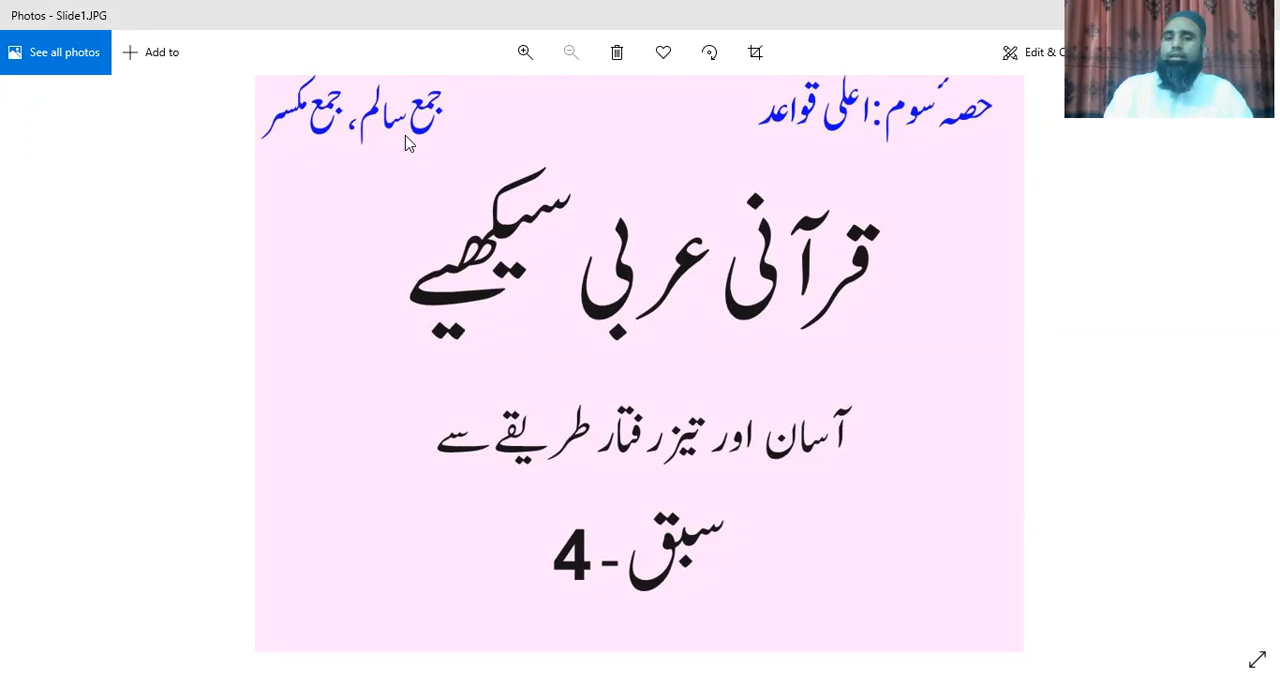 Photos - Slide1.JPG
See all photos
Add to
Edit & C
حصۂ سوم: اعلی قواعد
جمع سالم، جمع مکسر
قرآنی عربی سیکھیے
آسان اور تیز رفتار طریقے سے
سبق - 4